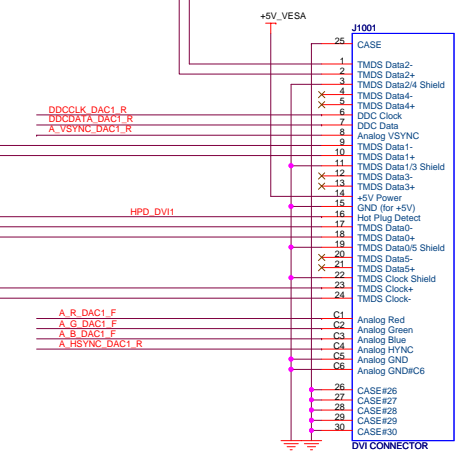 +5V_VESA
J1001
25 CASE
1 TMDS Data2-
2 TMDS Data2+
3 TMDS Data2/4 Shield
4 TMDS Data4-
5 TMDS Data4+
DDCCLK_DAC1_R 6 DDC Clock
DDCDATA_DAC1_R 7 DDC Data
A_VSYNC_DAC1_R 8 Analog VSYNC
9 TMDS Data1-
10 TMDS Data1+
11 TMDS Data1/3 Shield
12 TMDS Data3-
13 TMDS Data3+
14 +5V Power
15 GND (for +5V)
HPD_DVI1 16 Hot Plug Detect
17 TMDS Data0-
18 TMDS Data0+
19 TMDS Data0/5 Shield
20 TMDS Data5-
21 TMDS Data5+
22 TMDS Clock Shield
23 TMDS Clock+
24 TMDS Clock-
A_R_DAC1_F C1 Analog Red
A_G_DAC1_F C2 Analog Green
A_B_DAC1_F C3 Analog Blue
A_HSYNC_DAC1_R C4 Analog HYNC
C5 Analog GND
C6 Analog GND#C6
26 CASE#26
27 CASE#27
28 CASE#28
29 CASE#29
30 CASE#30
DVI CONNECTOR